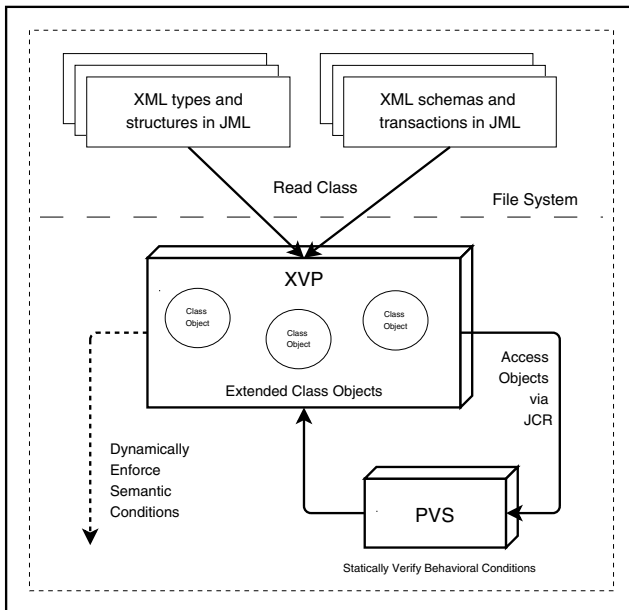 XML types and
structures in JML
XML schemas and
transactions in JML
Read Class
File System
XVP
Class
Object
Class
Object
Class
Object
Extended Class Objects
Access
Objects
via
JCR
Dynamically
Enforce
Semantic
Conditions
PVS
Statically Verify Behavioral Conditions